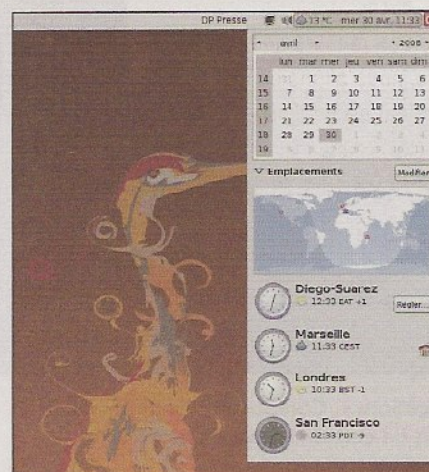 DP Presse 13 °C mer 30 avr, 11:33
avril 2008
lun mar mer jeu ven sam dim
14 1 2 3 4 5 6
15 7 8 9 10 11 12 13
16 14 15 16 17 18 19 20
17 21 22 23 24 25 26 27
18 28 29 30
19
Emplacements Modifier
Diego-Suarez
12:33 EAT +1 Régler...
Marseille
11:33 CEST
Londres
10:33 BST -1
San Francisco
02:33 PDT -9